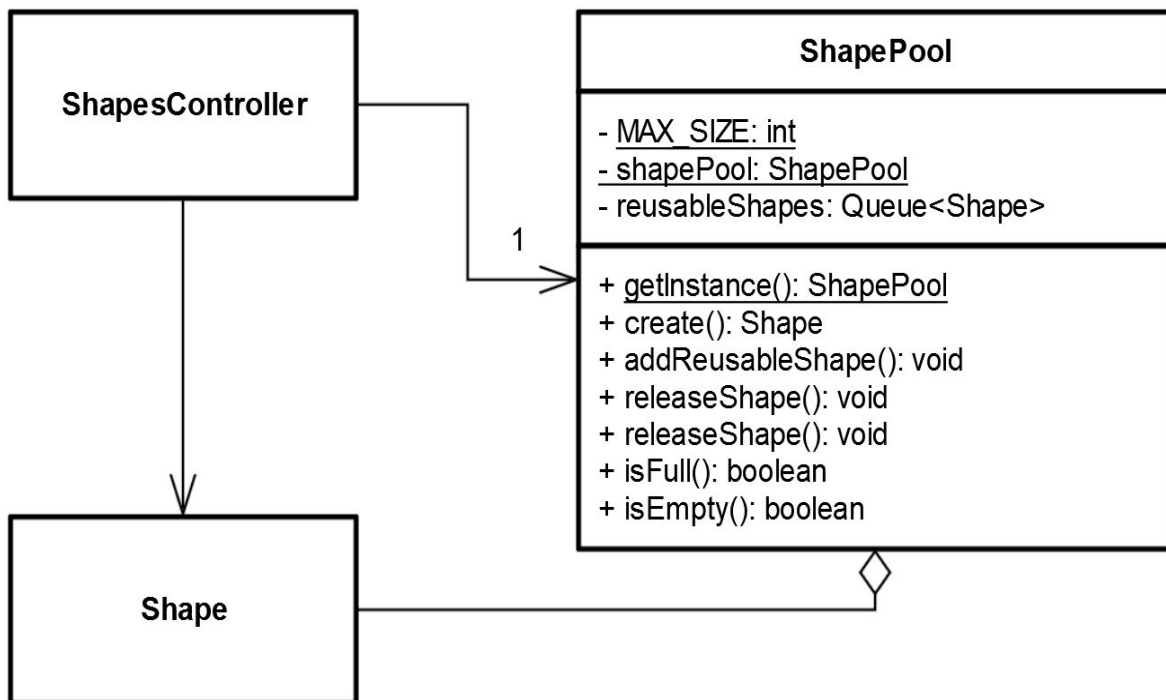 ShapesController
ShapePool
- MAX_SIZE: int
- shapePool: ShapePool
- reusableShapes: Queue<Shape>
1
+ getInstance(): ShapePool
+ create(): Shape
+ addReusableShape(): void
+ releaseShape(): void
+ releaseShape(): void
+ isFull(): boolean
+ isEmpty(): boolean
Shape